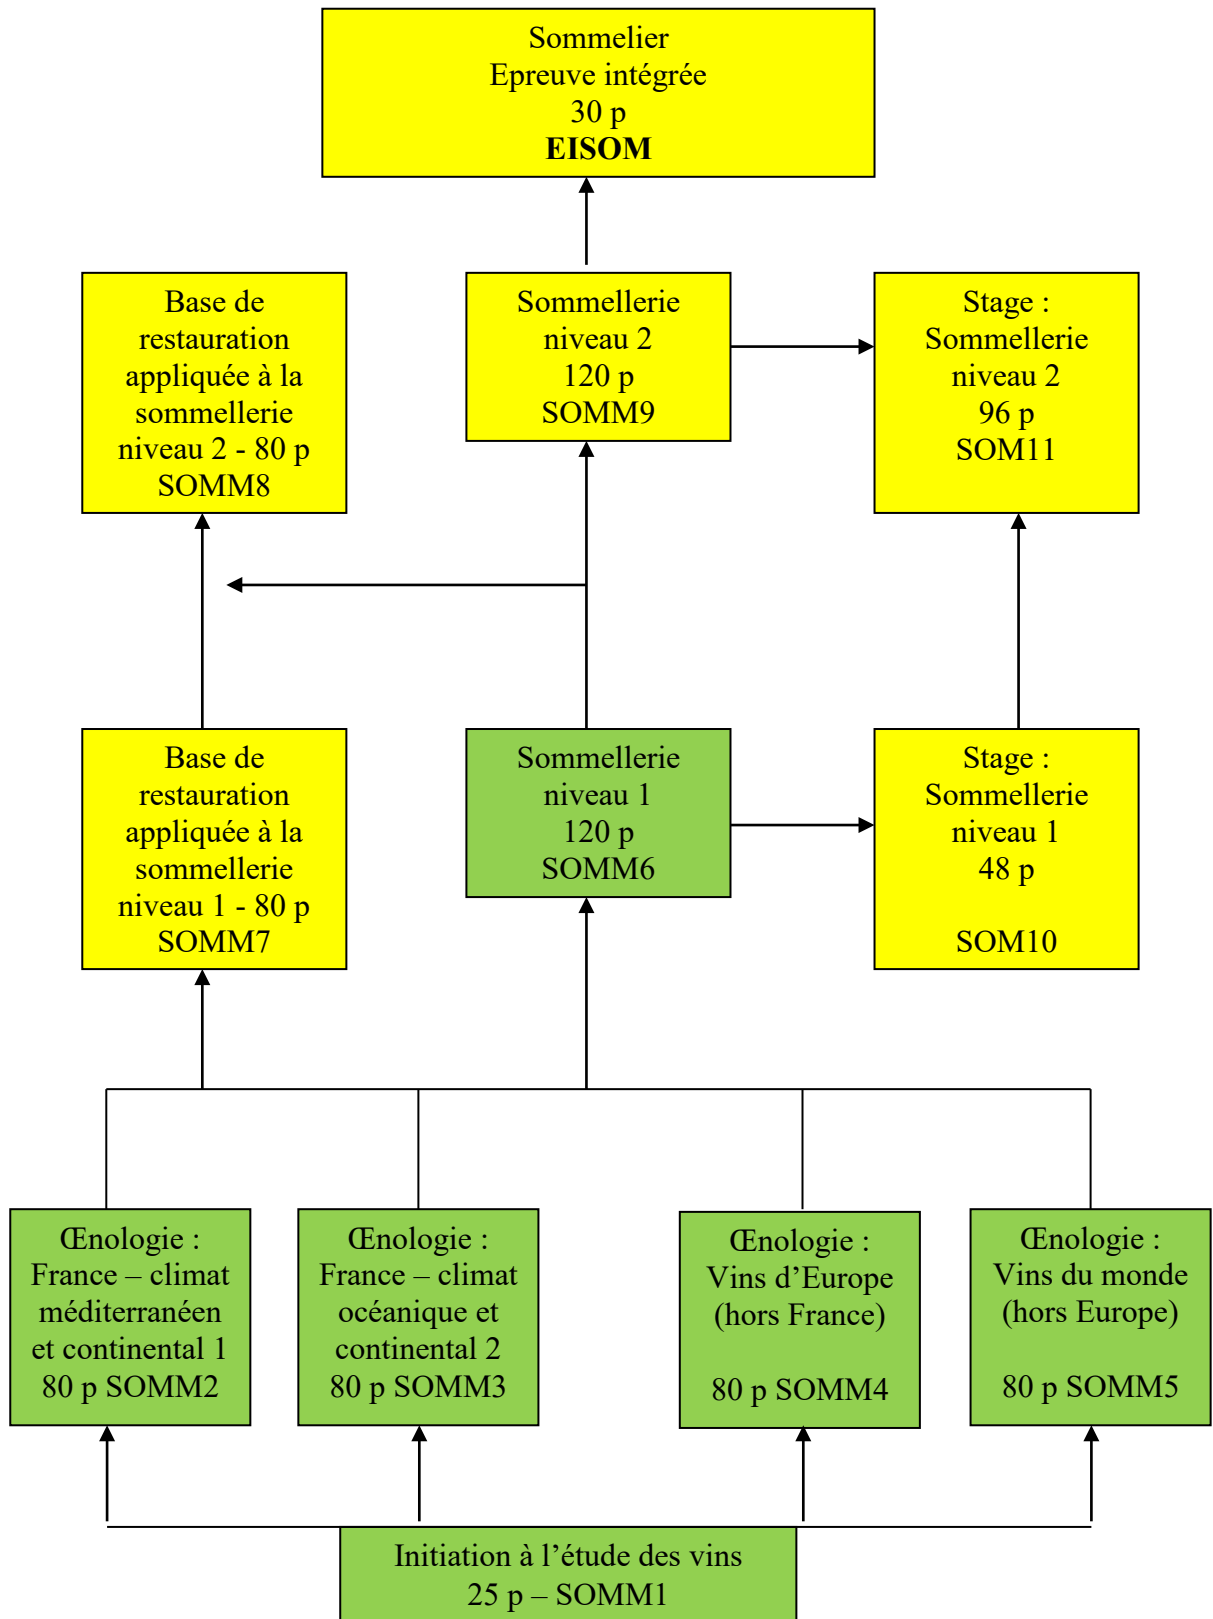 Sommelier
Epreuve intégrée
30 p
EISOM
Base de
restauration
appliquée à la
sommellerie
niveau 2 - 80 p
SOMM8
Sommellerie
niveau 2
120 p
SOMM9
Stage :
Sommellerie
niveau 2
96 p
SOM11
Base de
restauration
appliquée à la
sommellerie
niveau 1 - 80 p
SOMM7
Sommellerie
niveau 1
120 p
SOMM6
Stage :
Sommellerie
niveau 1
48 p
SOM10
Œnologie :
France – climat
méditerranéen
et continental 1
80 p SOMM2
Œnologie :
France – climat
océanique et
continental 2
80 p SOMM3
Œnologie :
Vins d’Europe
(hors France)
80 p SOMM4
Œnologie :
Vins du monde
(hors Europe)
80 p SOMM5
Initiation à l’étude des vins
25 p – SOMM1